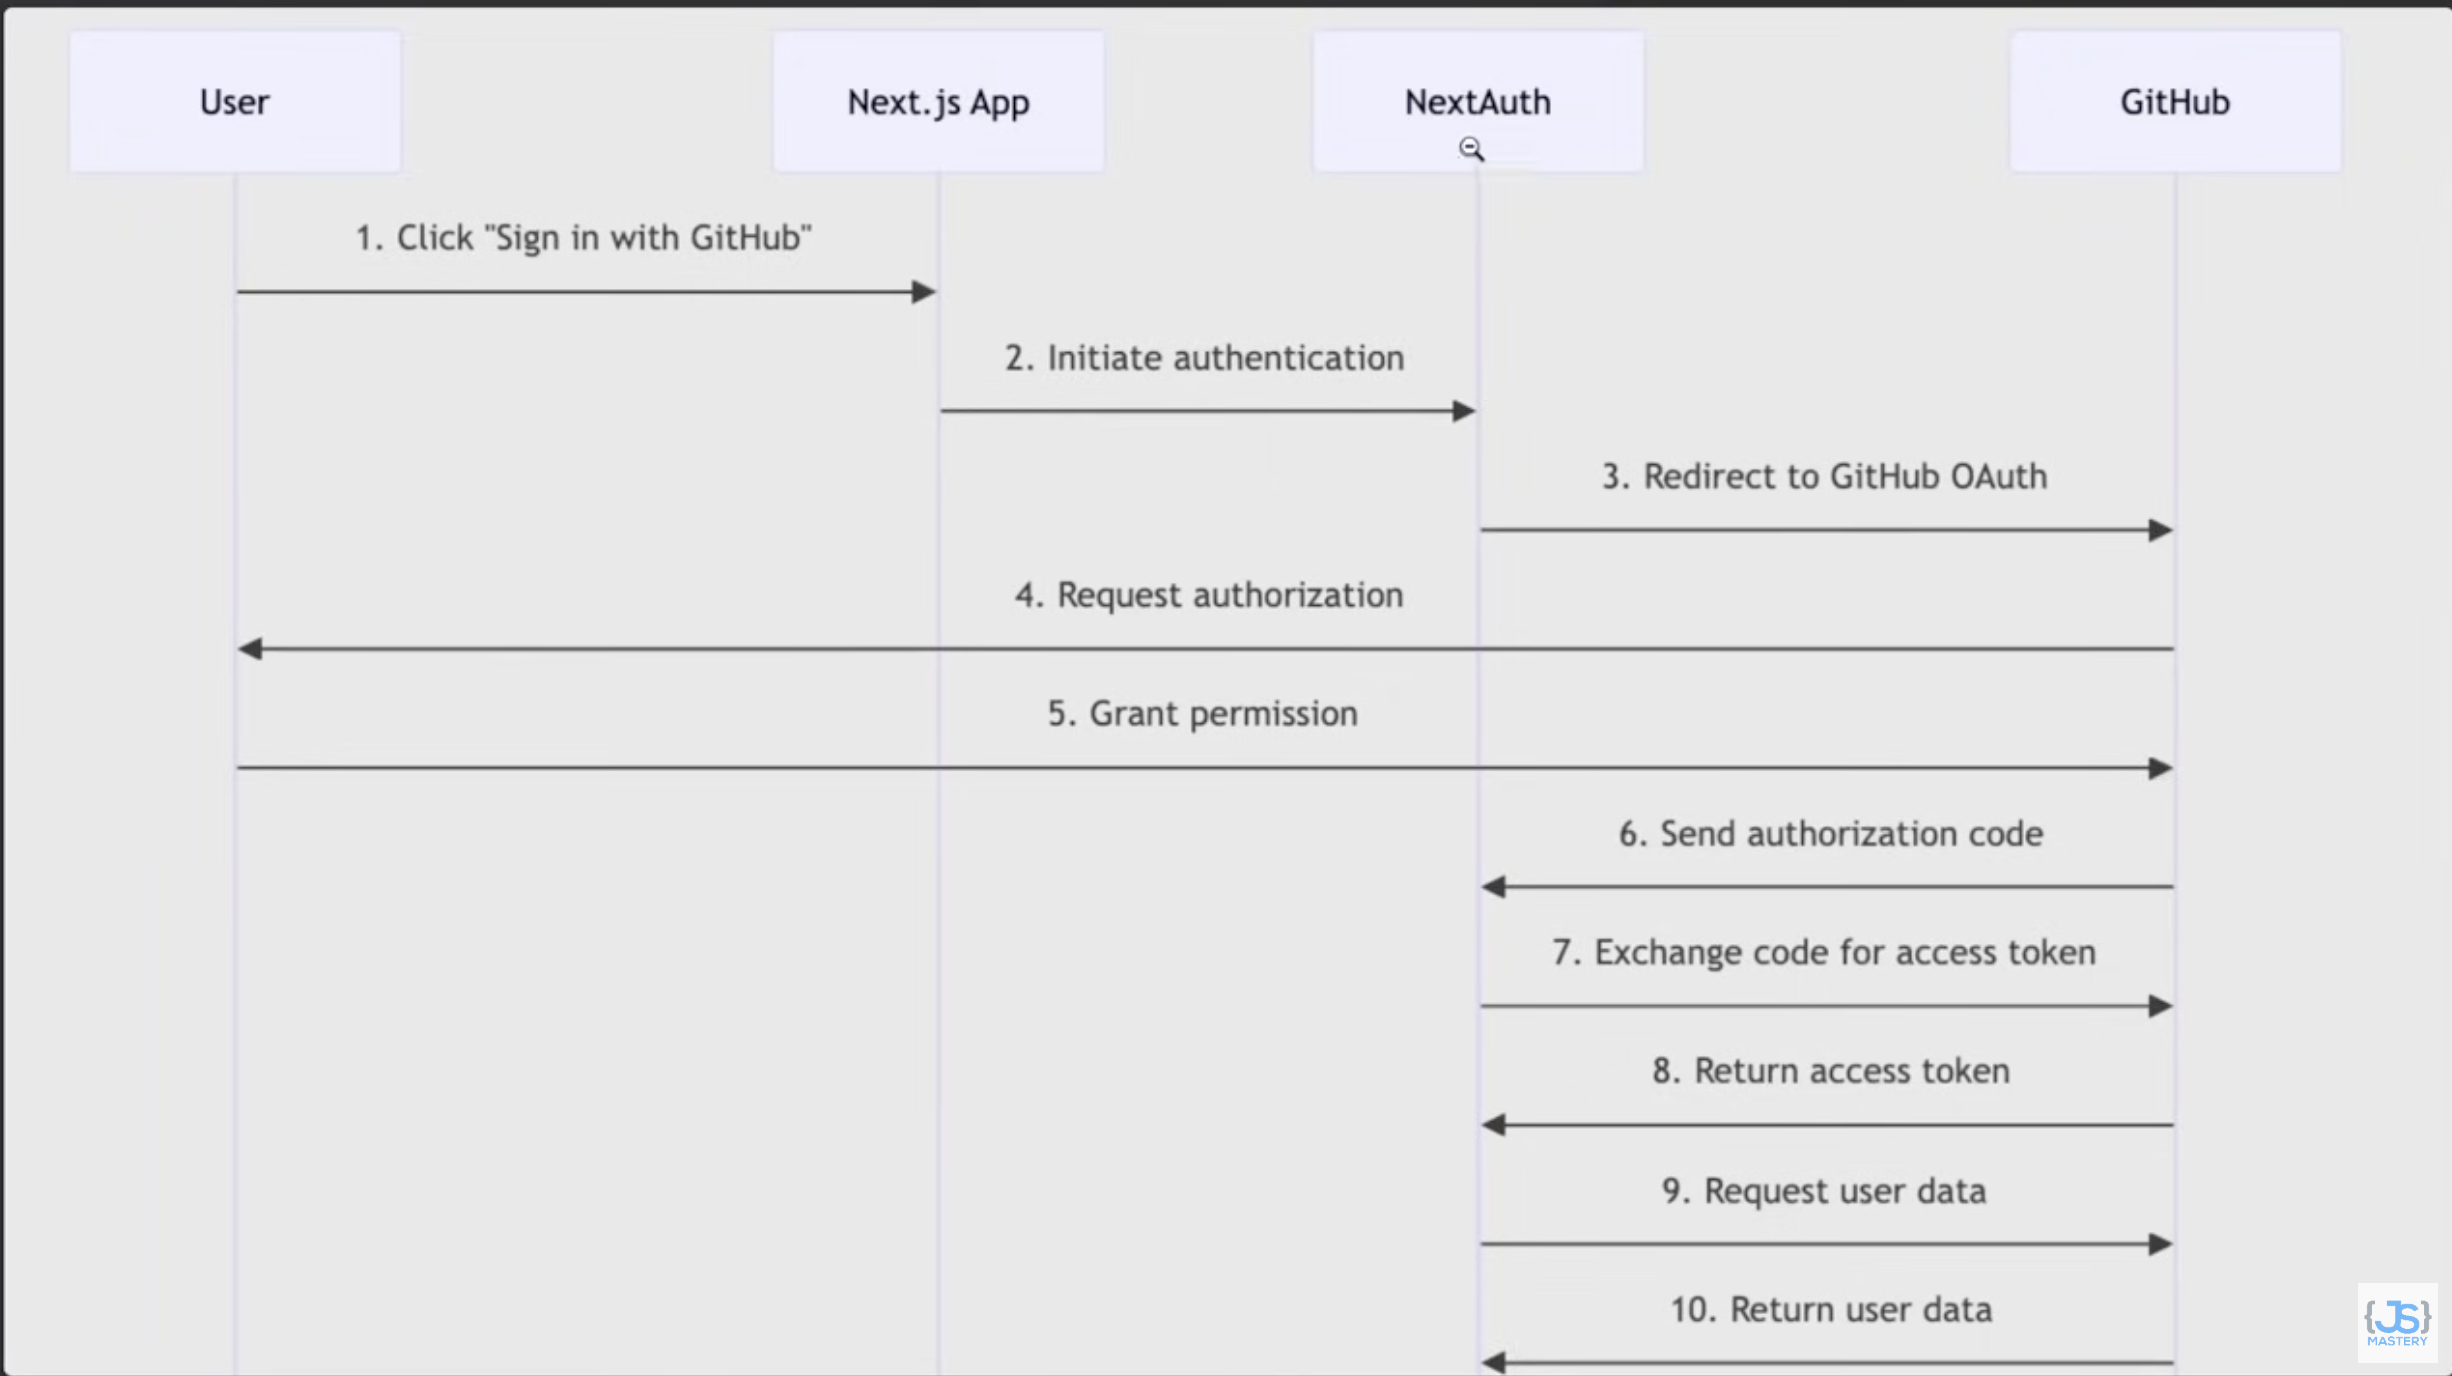 User
Next.js App
NextAuth
GitHub
1. Click "Sign in with GitHub"
2. Initiate authentication
3. Redirect to GitHub OAuth
4. Request authorization
5. Grant permission
6. Send authorization code
7. Exchange code for access token
8. Return access token
9. Request user data
10. Return user data
{JS}
MASTERY